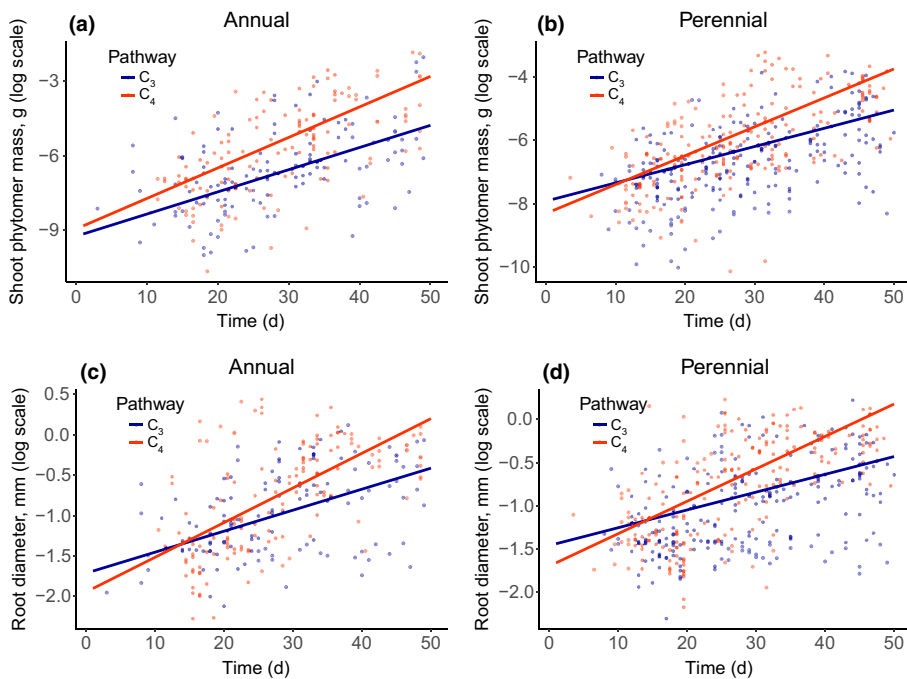 (a) Annual
Pathway
C₃
C₄
Shoot phytomer mass, g (log scale)
−3
−6
−9
0 10 20 30 40 50
Time (d)
(b) Perennial
Pathway
C₃
C₄
Shoot phytomer mass, g (log scale)
−4
−6
−8
−10
0 10 20 30 40 50
Time (d)
(c) Annual
Pathway
C₃
C₄
Root diameter, mm (log scale)
0.5
0.0
−0.5
−1.0
−1.5
−2.0
0 10 20 30 40 50
Time (d)
(d) Perennial
Pathway
C₃
C₄
Root diameter, mm (log scale)
0.0
−0.5
−1.0
−1.5
−2.0
0 10 20 30 40 50
Time (d)